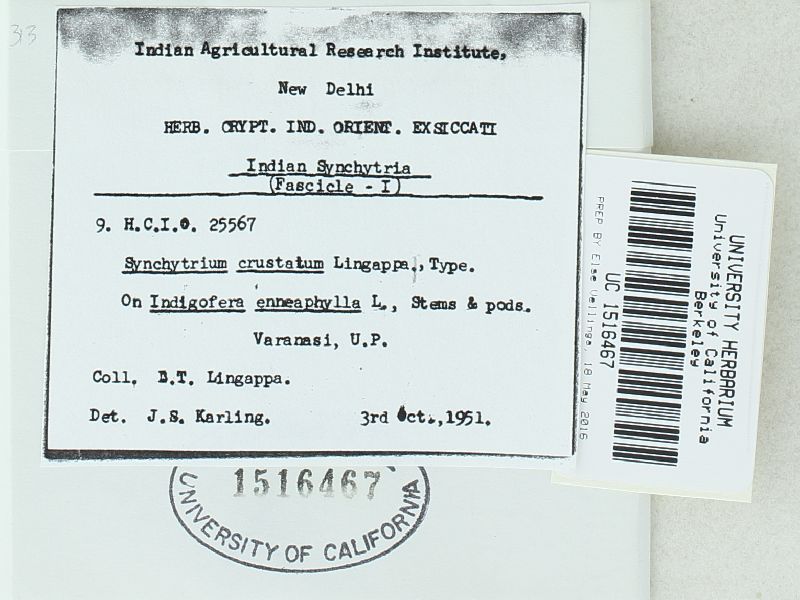 33
Indian Agricultural Research Institute,
New Delhi
HERB. CRYPT. IND. ORIENT. EXSICCATI
Indian Synchytria
(Fascicle - I)
9. H.C.I.O. 25567
Synchytrium crustatum Lingappa, Type.
On Indigofera enneaphylla L., Stems & pods.
Varanasi, U.P.
Coll. B.T. Lingappa.
Det. J.S. Karling. 3rd Oct., 1951.
1516467
UNIVERSITY OF CALIFORNIA
UNIVERSITY HERBARIUM
University of California
Berkeley
UC 1516467
PREP BY Else Vellinga, 18 May 2016